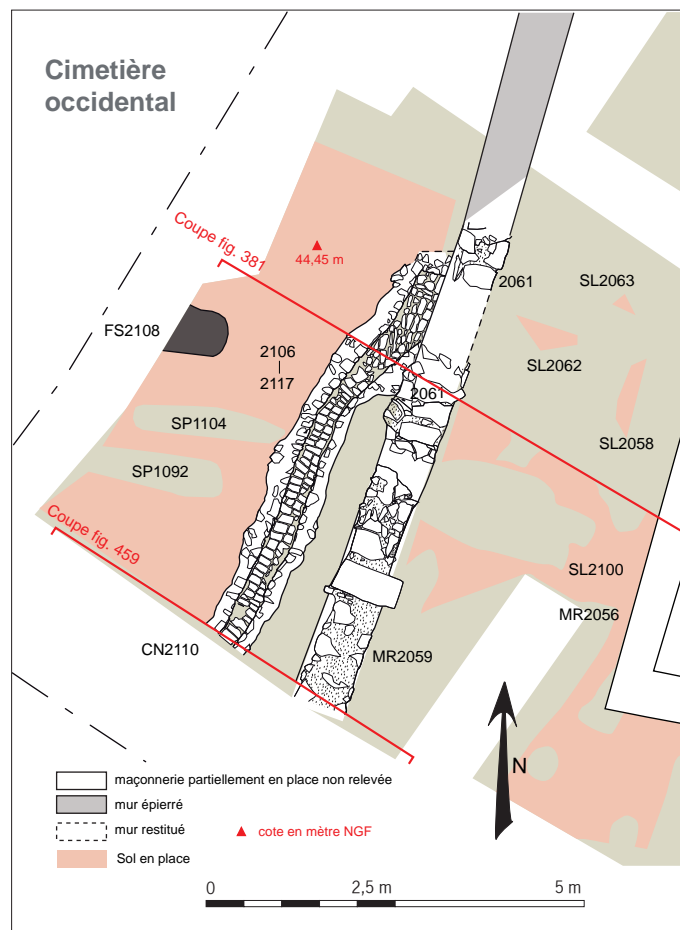 Cimetière
occidental
Coupe fig. 381
44,45 m
2061
SL2063
FS2108
2106
2117
SL2062
2061
SP1104
SL2058
SP1092
Coupe fig. 459
SL2100
MR2056
CN2110
MR2059
N
maçonnerie partiellement en place non relevée
mur épierré
mur restitué
cote en mètre NGF
Sol en place
0 2,5 m 5 m